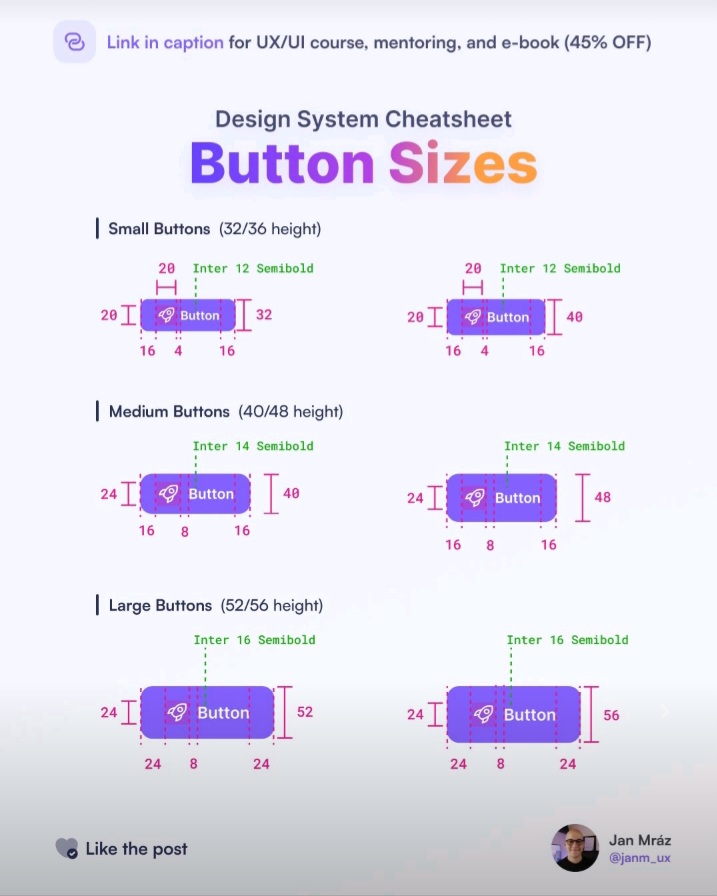 Link in caption for UX/UI course, mentoring, and e-book (45% OFF)
Design System Cheatsheet
Button Sizes
Small Buttons (32/36 height)
20 Inter 12 Semibold
20 Button 32
16 4 16
20 Inter 12 Semibold
20 Button 40
16 4 16
Medium Buttons (40/48 height)
Inter 14 Semibold
24 Button 40
16 8 16
Inter 14 Semibold
24 Button 48
16 8 16
Large Buttons (52/56 height)
Inter 16 Semibold
24 Button 52
24 8 24
Inter 16 Semibold
24 Button 56
24 8 24
Like the post
Jan Mráz
@janm_ux